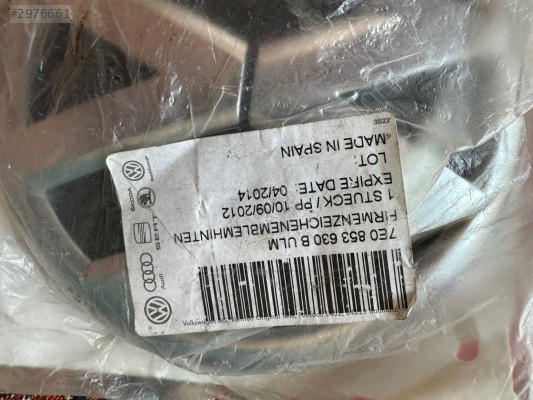 #2976661
3822
MADE IN SPAIN
LOT:
EXPIRE DATE: 04/2014
1 STUECK / PP 10/09/2012
FIRMENZEICHENEMBLEMHINTEN
7E0 853 630 B ULM
SKODA
SEAT
Audi
Volkswagen